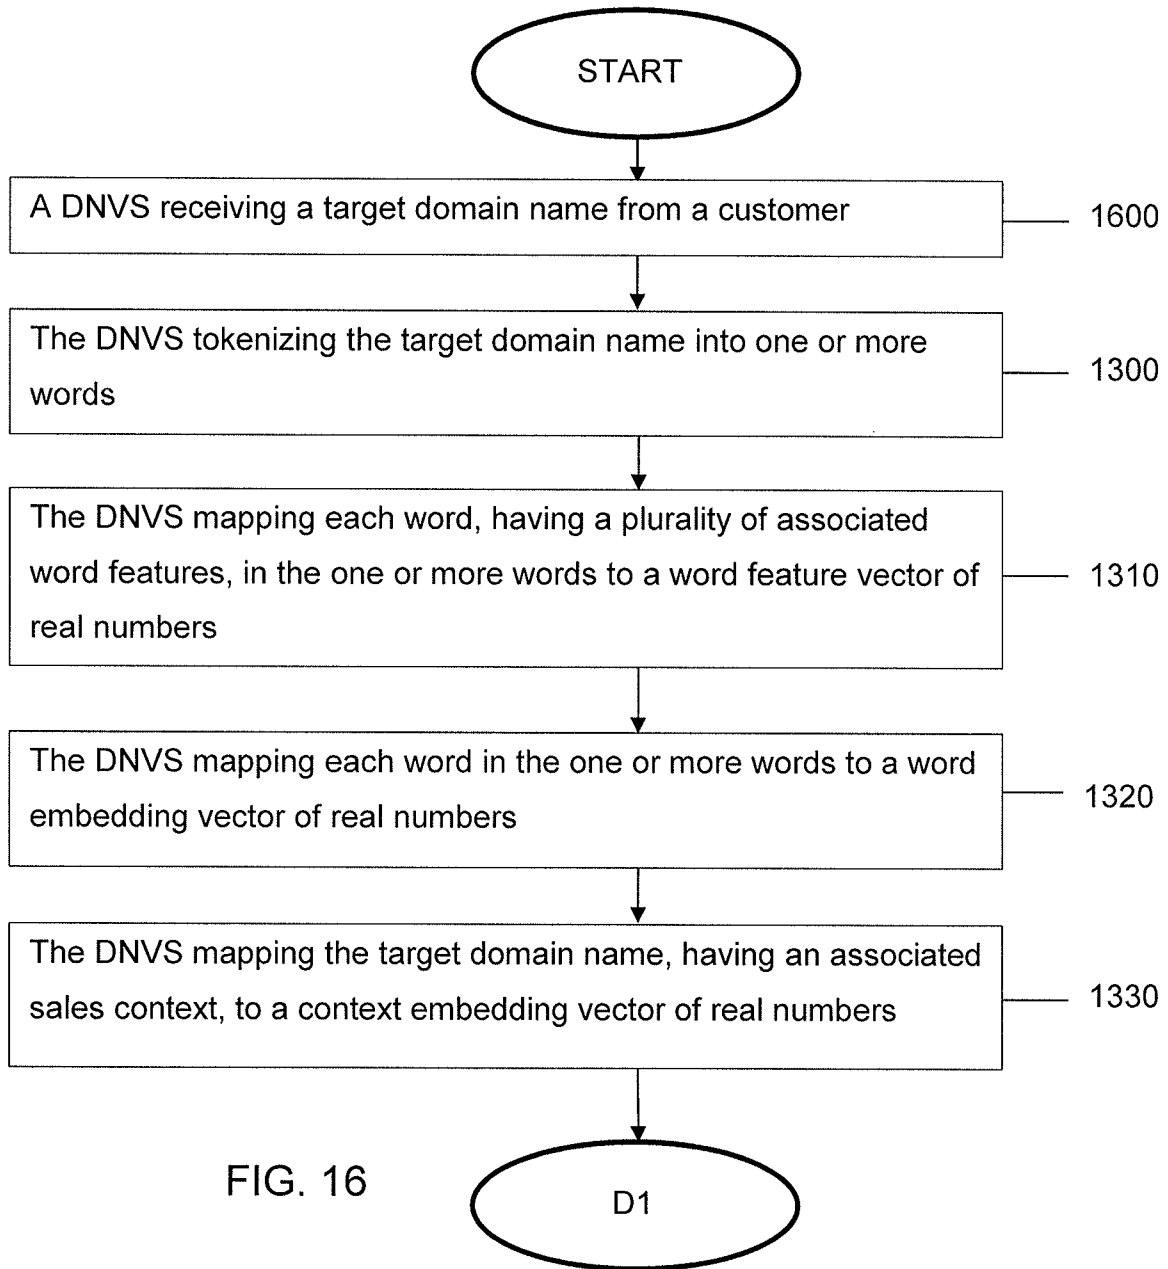 START
A DNVS receiving a target domain name from a customer
1600
The DNVS tokenizing the target domain name into one or more
words
1300
The DNVS mapping each word, having a plurality of associated
word features, in the one or more words to a word feature vector of
real numbers
1310
The DNVS mapping each word in the one or more words to a word
embedding vector of real numbers
1320
The DNVS mapping the target domain name, having an associated
sales context, to a context embedding vector of real numbers
1330
FIG. 16
D1